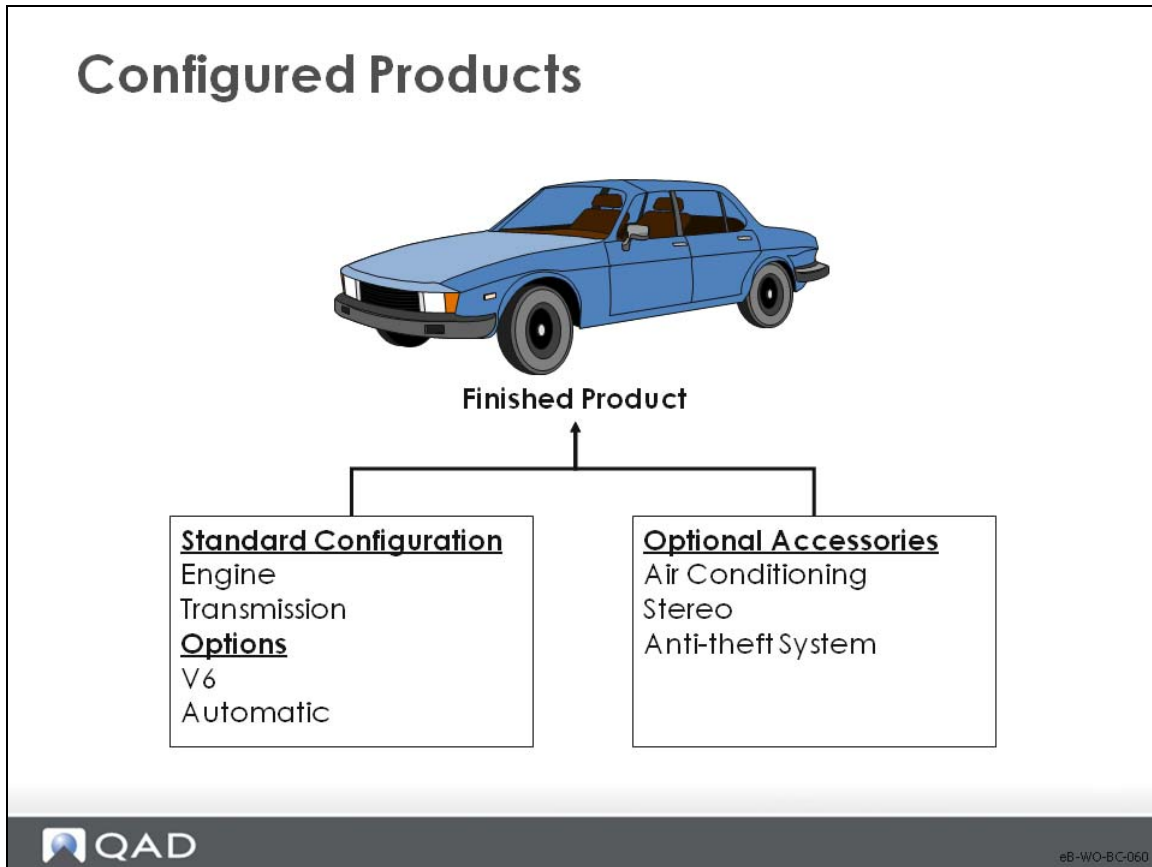 Configured Products
Finished Product
Standard Configuration
Engine
Transmission
Options
V6
Automatic
Optional Accessories
Air Conditioning
Stereo
Anti-theft System
QAD
eB-WO-BC-060